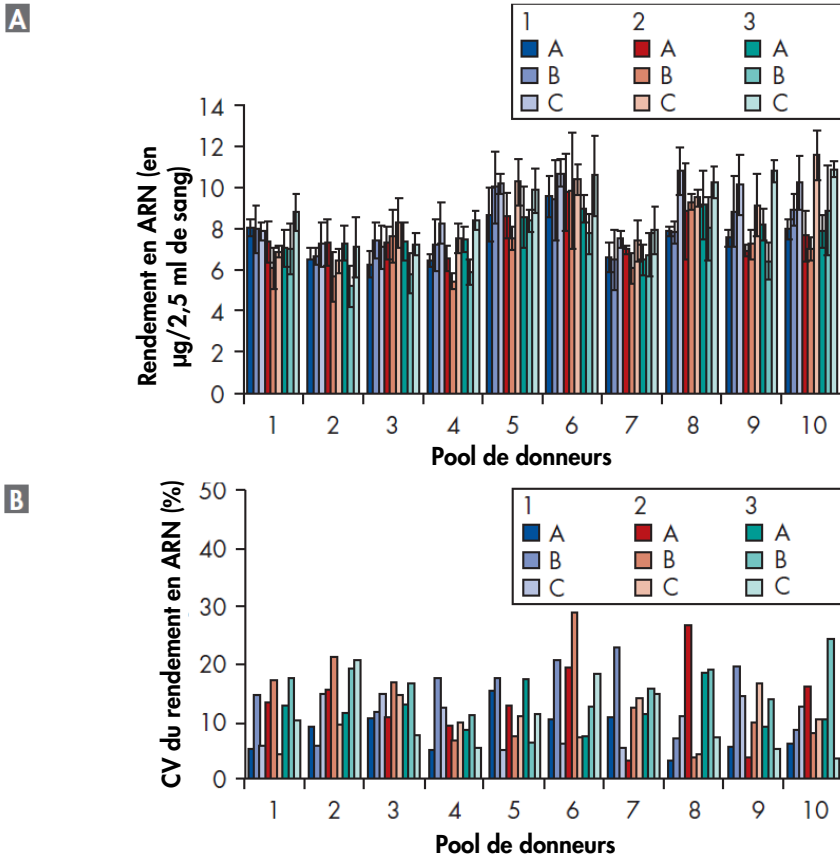 A
1 2 3
A A A
B B B
C C C
Rendement en ARN (en
µg/2,5 ml de sang)
14
12
10
8
6
4
2
0
1 2 3 4 5 6 7 8 9 10
Pool de donneurs
B
1 2 3
A A A
B B B
C C C
CV du rendement en ARN (%)
50
40
30
20
10
0
1 2 3 4 5 6 7 8 9 10
Pool de donneurs